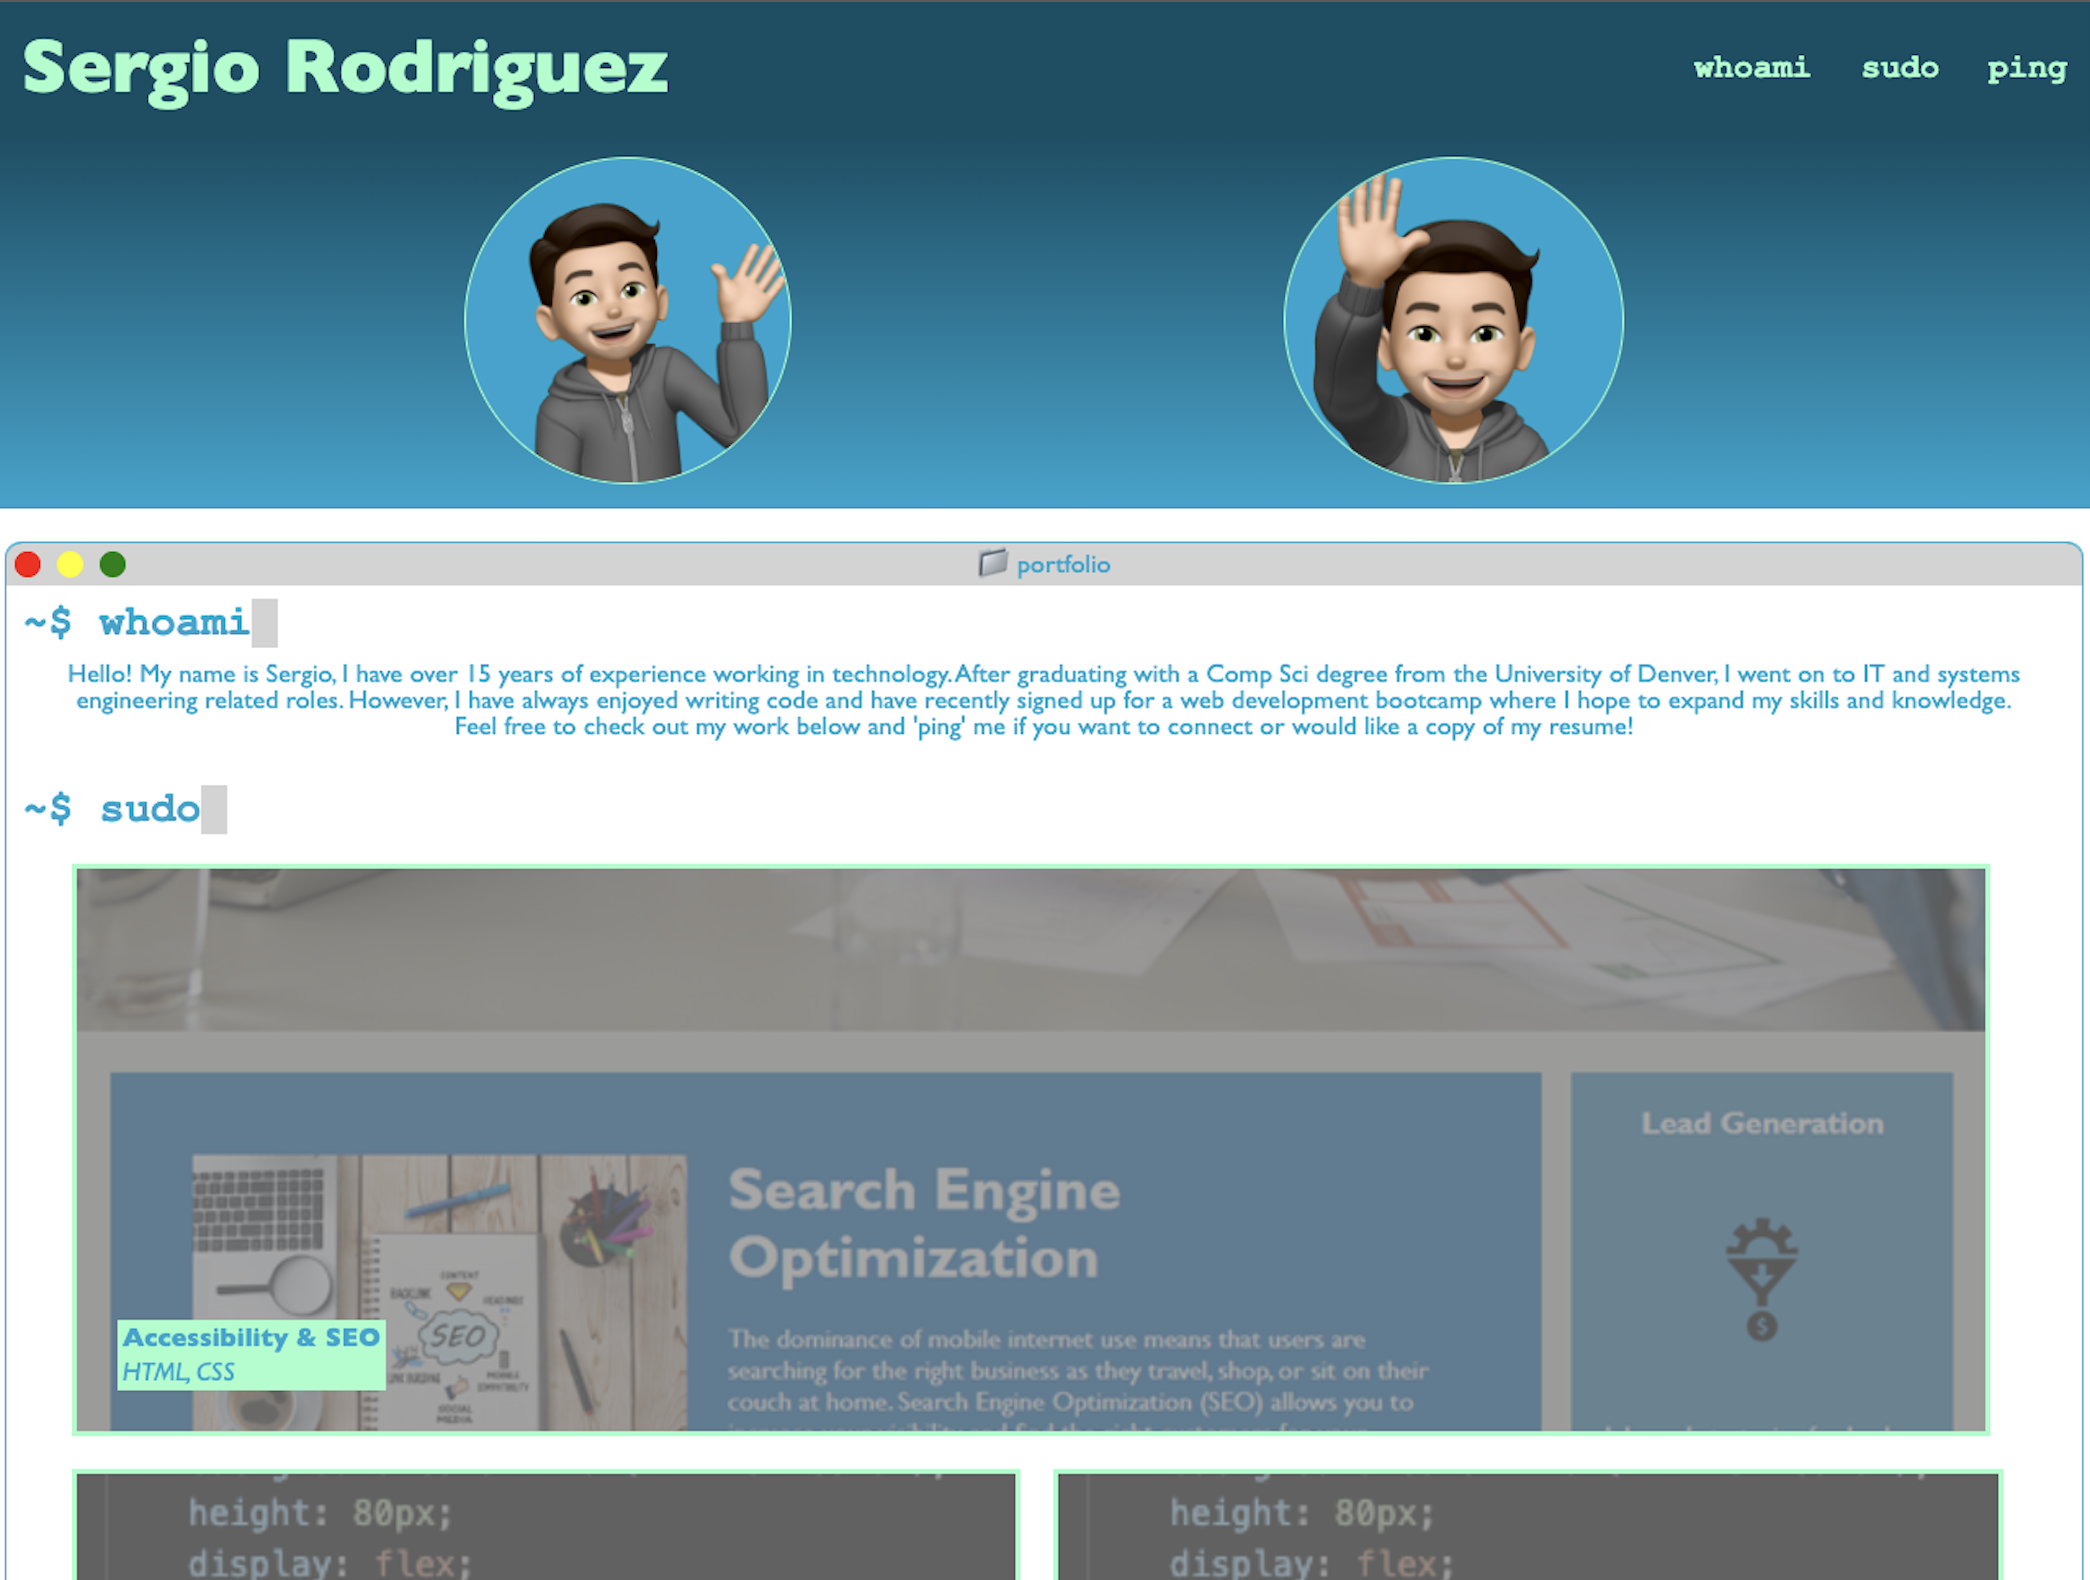 Sergio Rodriguez
whoami sudo ping
portfolio
~$ whoami
Hello! My name is Sergio, I have over 15 years of experience working in technology. After graduating with a Comp Sci degree from the University of Denver, I went on to IT and systems
engineering related roles. However, I have always enjoyed writing code and have recently signed up for a web development bootcamp where I hope to expand my skills and knowledge.
Feel free to check out my work below and 'ping' me if you want to connect or would like a copy of my resume!
~$ sudo
Lead Generation
Search Engine
Optimization
CONTENT
BACKLINK
SEO
SOCIAL
MEDIA
$
The dominance of mobile internet use means that users are
searching for the right business as they travel, shop, or sit on their
couch at home. Search Engine Optimization (SEO) allows you to
Accessibility & SEO
HTML, CSS
height: 80px;
display: flex;
height: 80px;
display: flex;